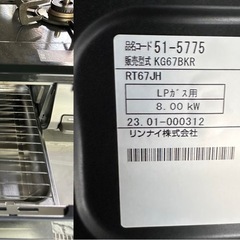 品名コード 51-5775
販売型式 KG67BKR
RT67JH
LPガス用
8.00 kW
23.01-000312
リンナイ株式会社